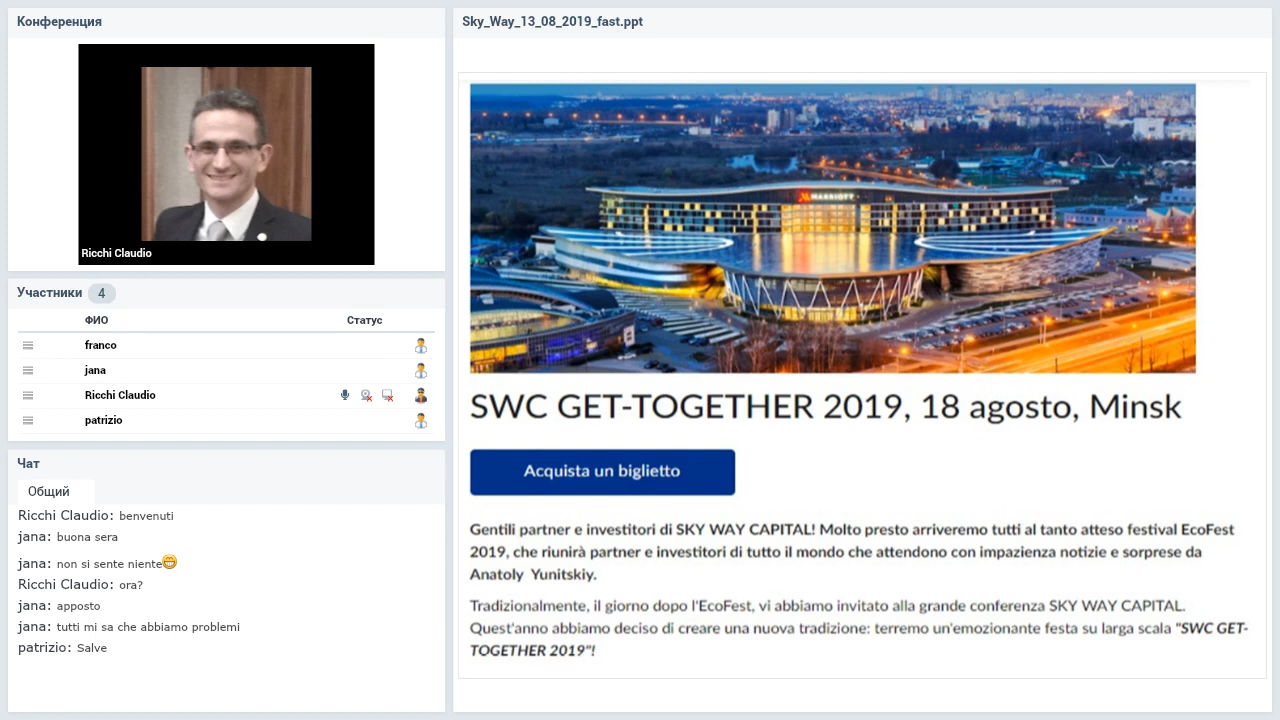 Конференция
Ricchi Claudio
Участники 4
ФИО Статус
franco
jana
Ricchi Claudio
patrizio
Чат
Общий
Ricchi Claudio: benvenuti
jana: buona sera
jana: non si sente niente
Ricchi Claudio: ora?
jana: apposto
jana: tutti mi sa che abbiamo problemi
patrizio: Salve
Sky_Way_13_08_2019_fast.ppt
MARRIOTT
SWC GET-TOGETHER 2019, 18 agosto, Minsk
Acquista un biglietto
Gentili partner e investitori di SKY WAY CAPITAL! Molto presto arriveremo tutti al tanto atteso festival EcoFest
2019, che riunirà partner e investitori di tutto il mondo che attendono con impazienza notizie e sorprese da
Anatoly Yunitskiy.
Tradizionalmente, il giorno dopo l'EcoFest, vi abbiamo invitato alla grande conferenza SKY WAY CAPITAL.
Quest'anno abbiamo deciso di creare una nuova tradizione: terremo un'emozionante festa su larga scala "SWC GET-
TOGETHER 2019"!